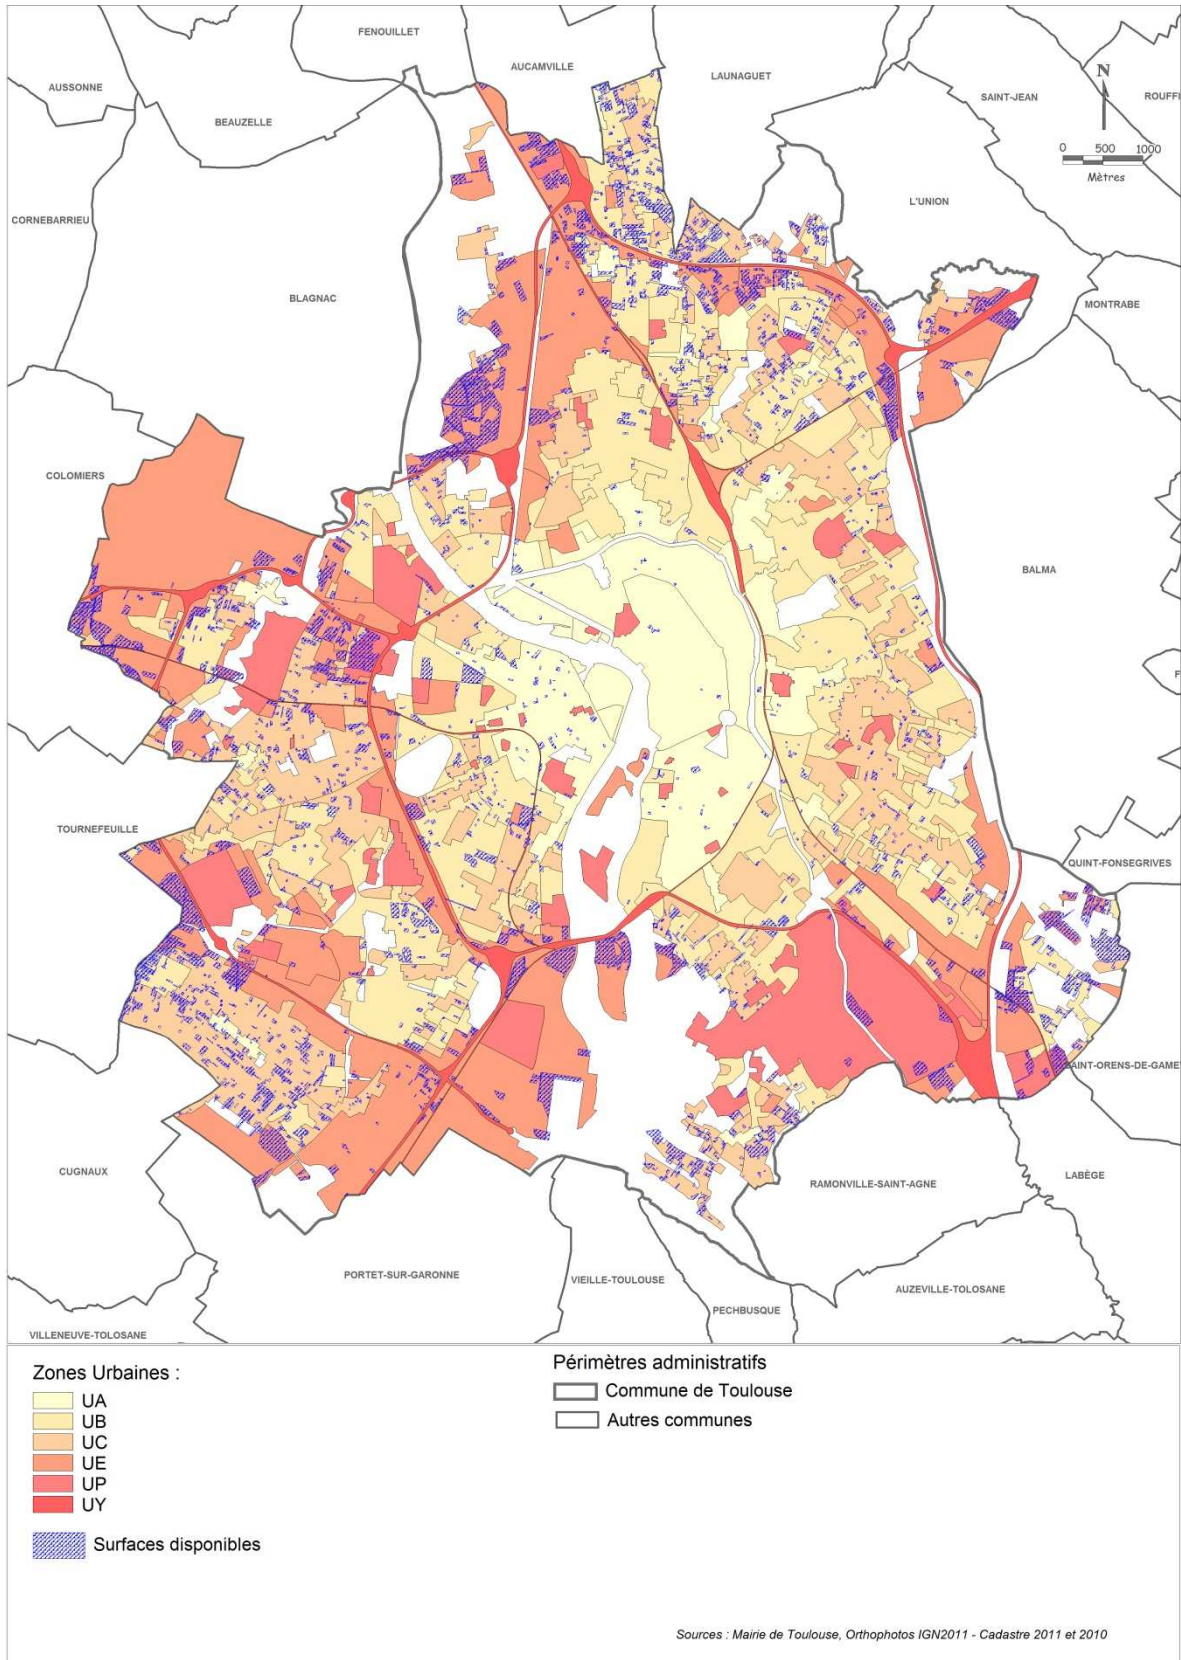 FENOUILLET
AUCAMVILLE
LAUNAGUET
AUSSONNE
SAINT-JEAN
ROUFFI
BEAUZELLE
N
0 500 1000
Mètres
CORNEBARRIEU
L'UNION
BLAGNAC
MONTRABE
COLOMIERS
BALMA
F
TOURNEFEUILLE
QUINT-FONSEGRIVES
SAINT-ORENS-DE-GAME
CUGNAUX
RAMONVILLE-SAINT-AGNE
LABÈGE
PORTET-SUR-GARONNE
VIEILLE-TOULOUSE
AUZEVILLE-TOLOSANE
PECHBUSQUE
VILLENEUVE-TOLOSANE
Zones Urbaines :
UA
UB
UC
UE
UP
UY
Surfaces disponibles
Périmètres administratifs
Commune de Toulouse
Autres communes
Sources : Mairie de Toulouse, Orthophotos IGN2011 - Cadastre 2011 et 2010